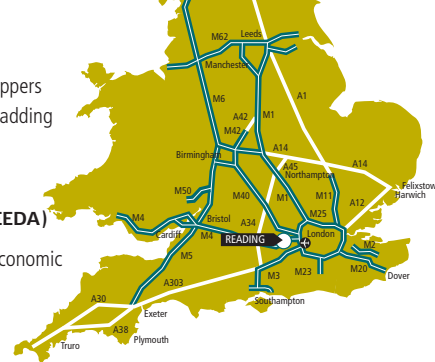 ppers
adding
EEDA)
conomic
M62
Leeds
Manchester
M6
A1
A42
M1
M42
Birmingham
A14
A45
Northampton
A14
M50
M40
M1
M11
Felixstow
Harwich
A12
M4
Bristol
A34
M25
Cardiff
M4
READING
London
M5
M2
A303
M3
M23
M20
Dover
A30
Southampton
Exeter
A38
Plymouth
Truro